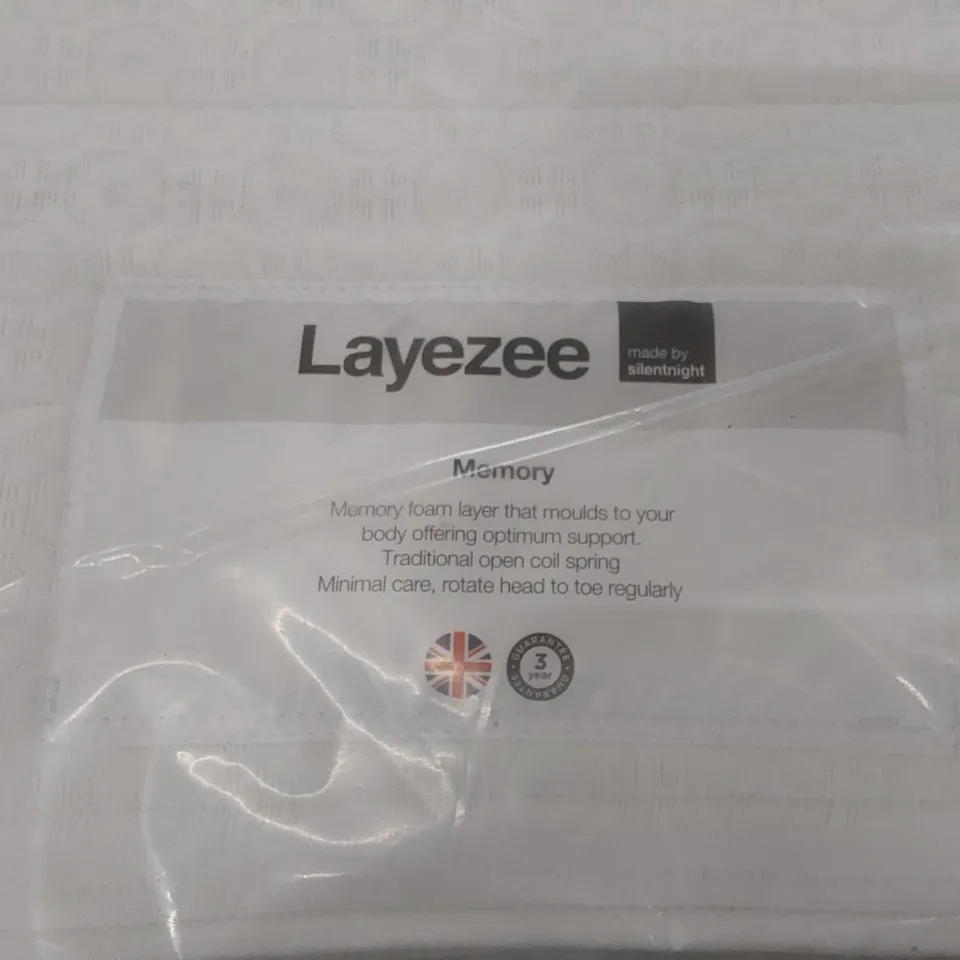 Layezee
made by
silentnight
Memory
Memory foam layer that moulds to your
body offering optimum support.
Traditional open coil spring
Minimal care, rotate head to toe regularly
GUARANTEE
3
year
GUARANTEE